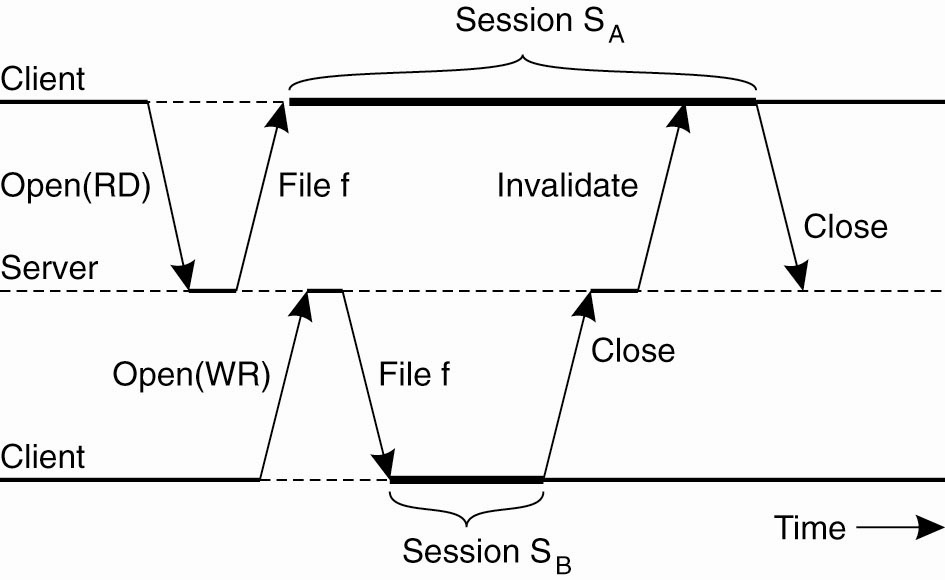 Session S_A
Client
Open(RD)
File f
Invalidate
Close
Server
Open(WR)
File f
Close
Client
Time
Session S_B